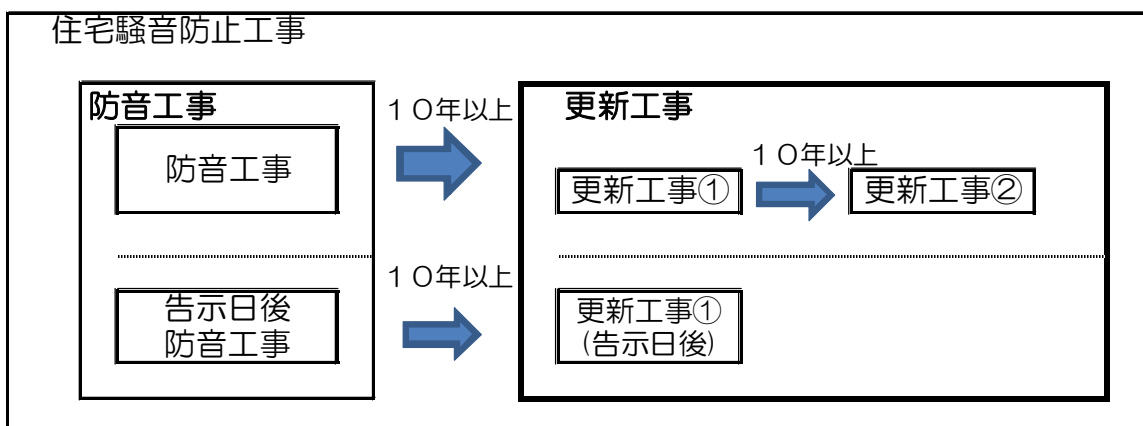 住宅騒音防止工事
防音工事
防音工事
１０年以上
更新工事
更新工事①
１０年以上
更新工事②
告示日後
防音工事
１０年以上
更新工事①
(告示日後)